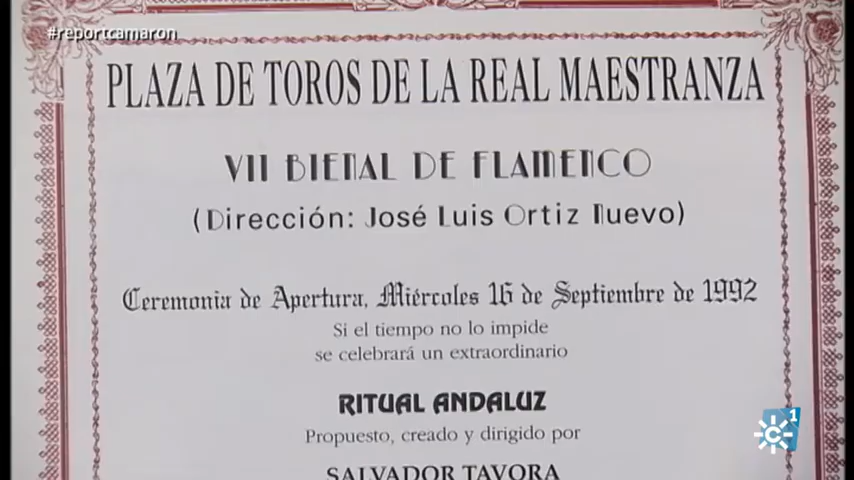 #reportcamaron
PLAZA DE TOROS DE LA REAL MAESTRANZA
VII BIENAL DE FLAMENCO
(Dirección: José Luis Ortiz Nuevo)
Ceremonia de Apertura, Miércoles 16 de Septiembre de 1992
Si el tiempo no lo impide
se celebrará un extraordinario
RITUAL ANDALUZ
Propuesto, creado y dirigido por
SALVADOR TAVORA
1